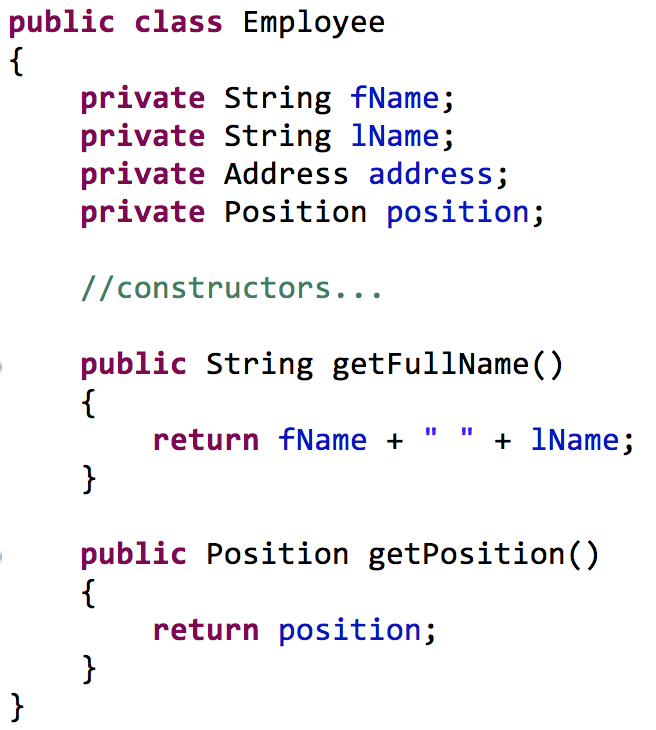 public class Employee
{
    private String fName;
    private String lName;
    private Address address;
    private Position position;

    //constructors...

    public String getFullName()
    {
        return fName + " " + lName;
    }

    public Position getPosition()
    {
        return position;
    }
}